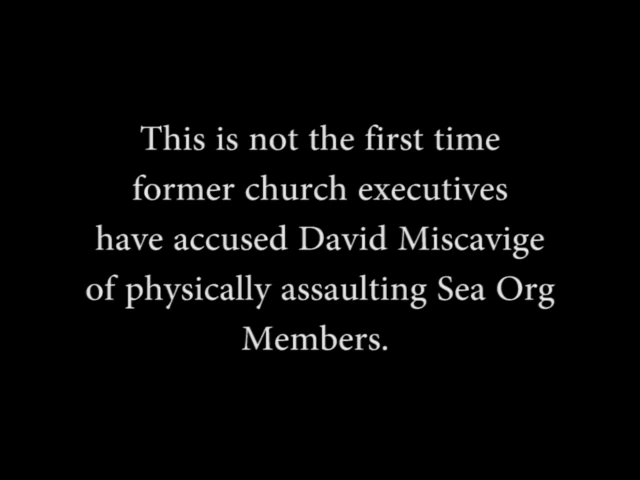 This is not the first time
former church executives
have accused David Miscavige
of physically assaulting Sea Org
Members.